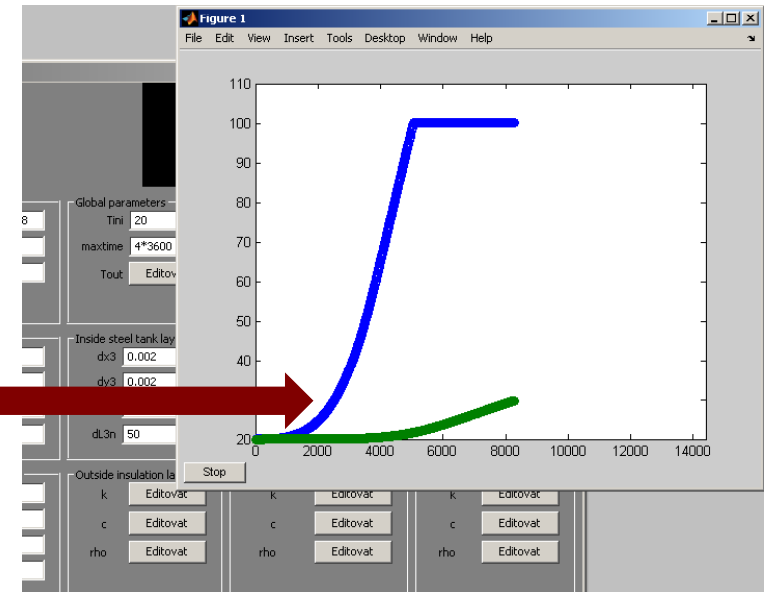 Figure 1
File Edit View Insert Tools Desktop Window Help
110
100
90
80
70
60
50
40
20
0 2000 4000 6000 8000 10000 12000 14000
Stop
8
Global parameters
Tini 20
maxtime 4*3600
Tout
Inside steel tank
dx3 0.002
dy3 0.002
dL3n 50
Outside insulation
k Editovat k Editovat k Editovat
c Editovat c Editovat c Editovat
rho Editovat rho Editovat rho Editovat